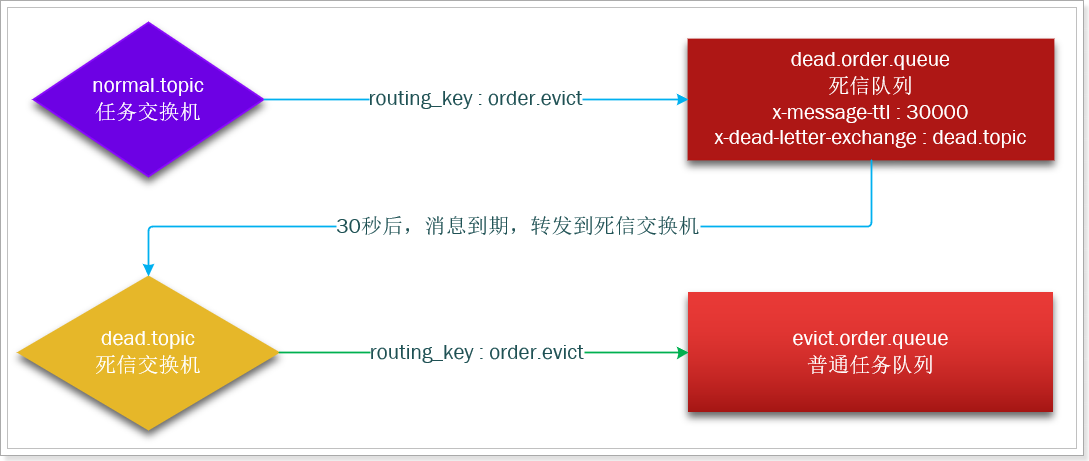 normal.topic
任务交换机
routing_key : order.evict
dead.order.queue
死信队列
x-message-ttl : 30000
x-dead-letter-exchange : dead.topic
30秒后，消息到期，转发到死信交换机
dead.topic
死信交换机
routing_key : order.evict
evict.order.queue
普通任务队列